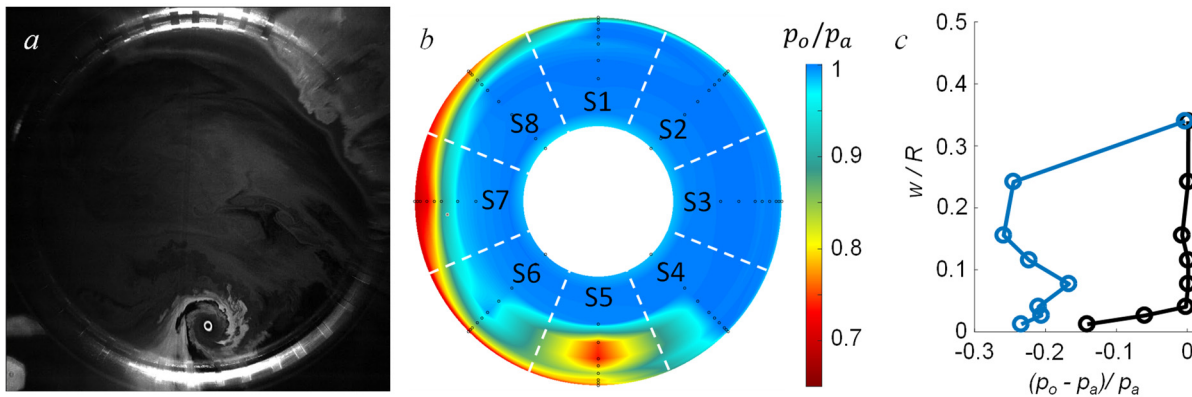 a
b
p_o/p_a
1
0.9
0.8
0.7
S1
S2
S3
S4
S5
S6
S7
S8
c
0.5
0.4
0.3
0.2
0.1
0
w / R
-0.3 -0.2 -0.1 0
(p_o - p_a)/ p_a